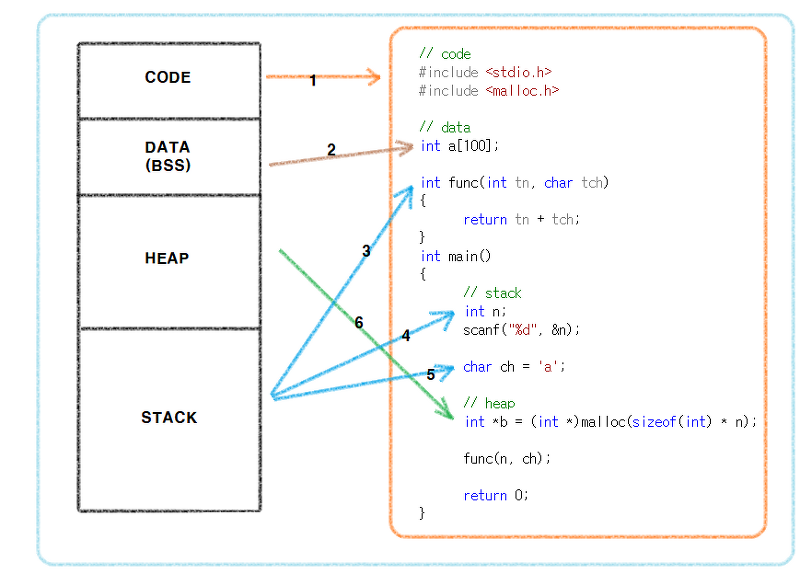 CODE
DATA
(BSS)
HEAP
STACK
1
2
3
6
4
5
// code
#include <stdio.h>
#include <malloc.h>
// data
int a[100];
int func(int tn, char tch)
{
return tn + tch;
}
int main()
{
// stack
int n;
scanf("%d", &n);
char ch = 'a';
// heap
int *b = (int *)malloc(sizeof(int) * n);
func(n, ch);
return 0;
}